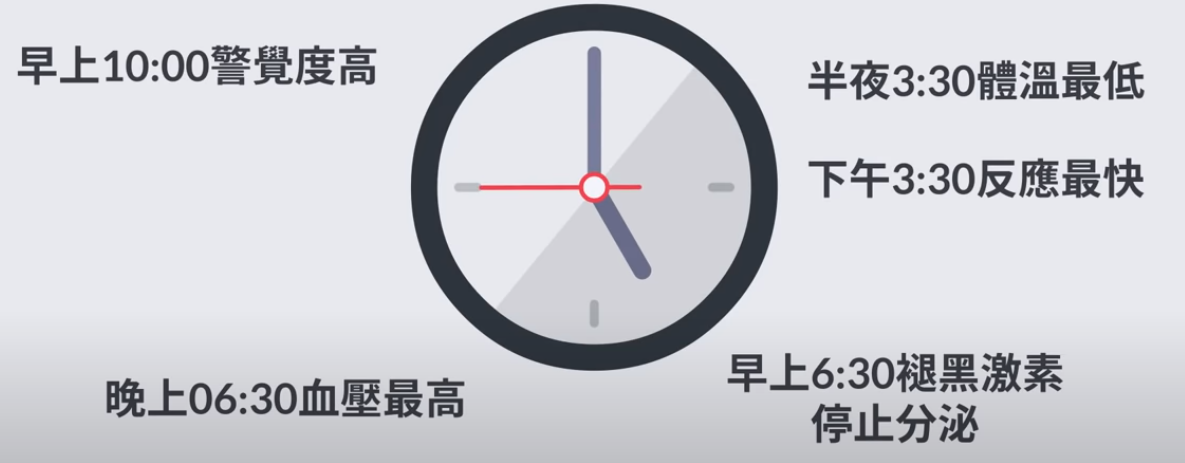 早上10:00警覺度高
半夜3:30體溫最低
下午3:30反應最快
晚上06:30血壓最高
早上6:30褪黑激素
停止分泌